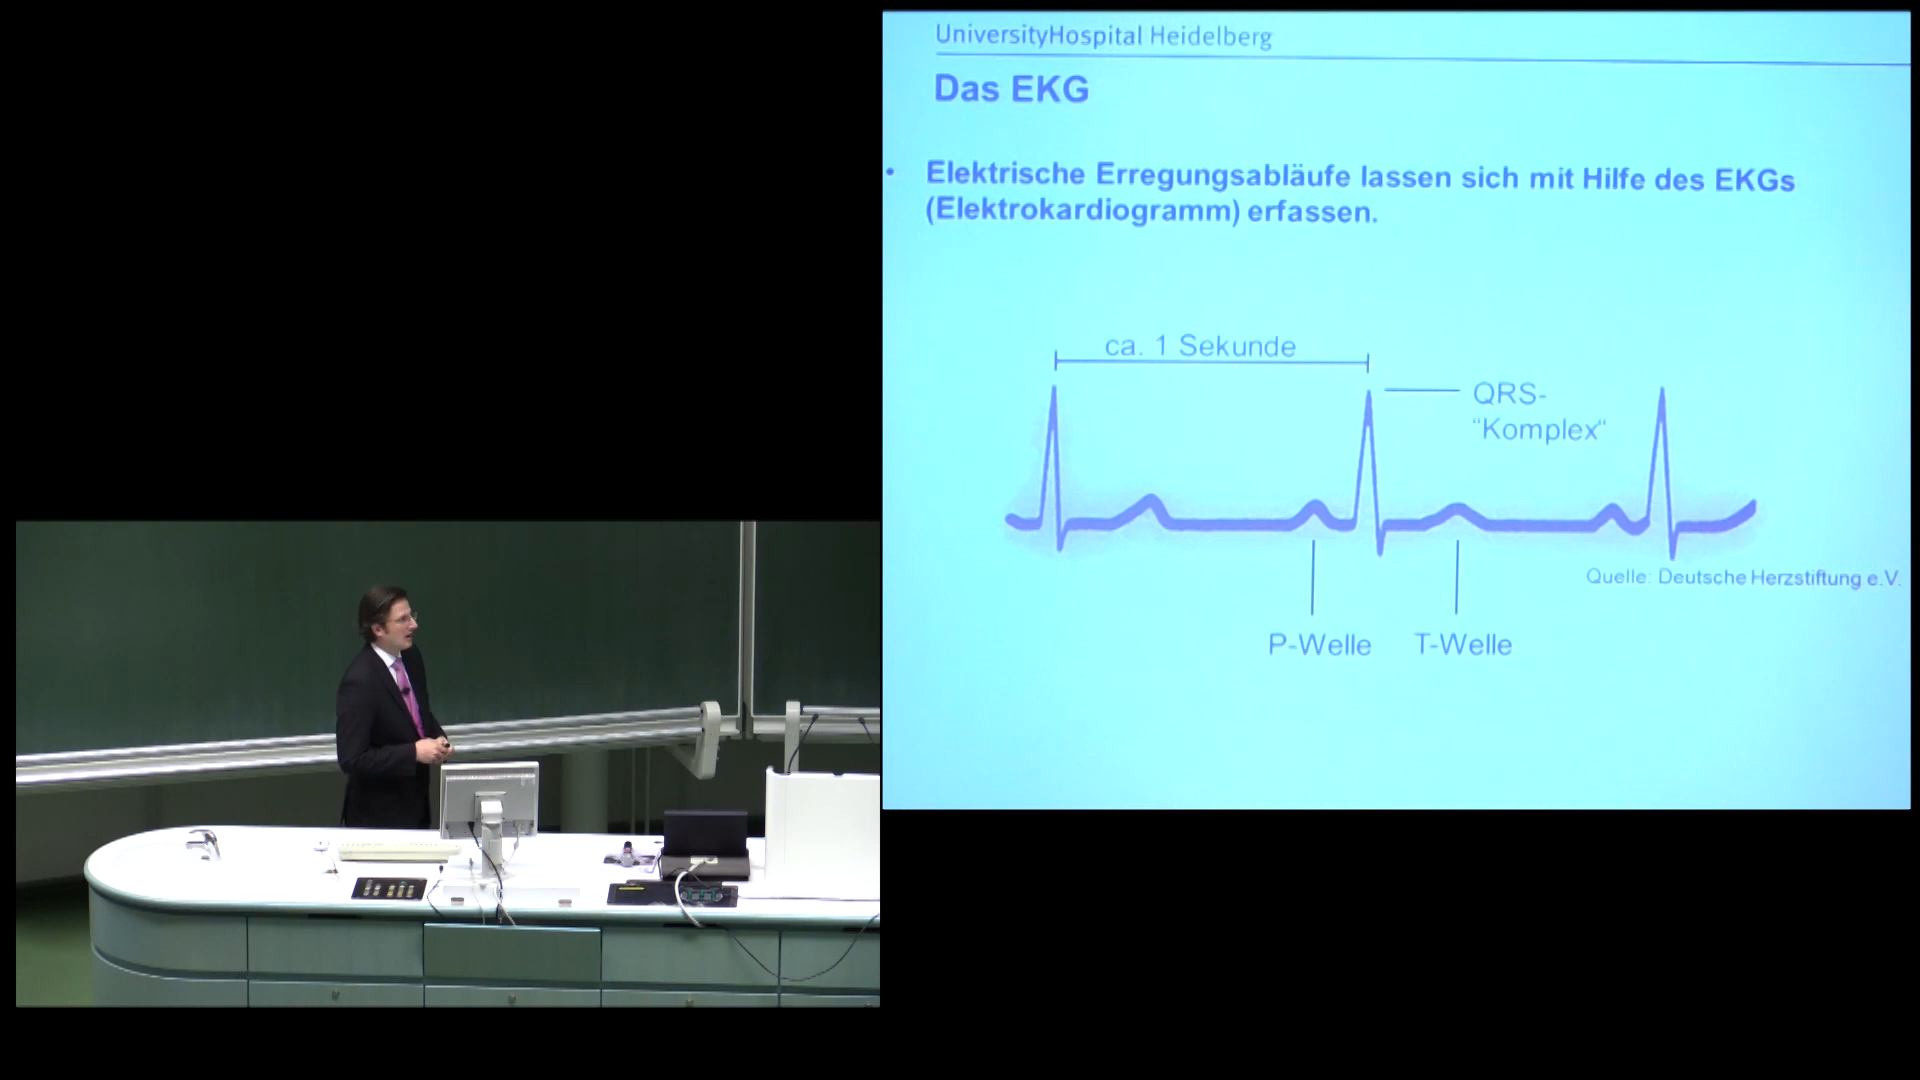 UniversityHospital Heidelberg
Das EKG
• Elektrische Erregungsabläufe lassen sich mit Hilfe des EKGs
(Elektrokardiogramm) erfassen.
ca. 1 Sekunde
QRS-
“Komplex“
Quelle: Deutsche Herzstiftung e.V.
P-Welle
T-Welle